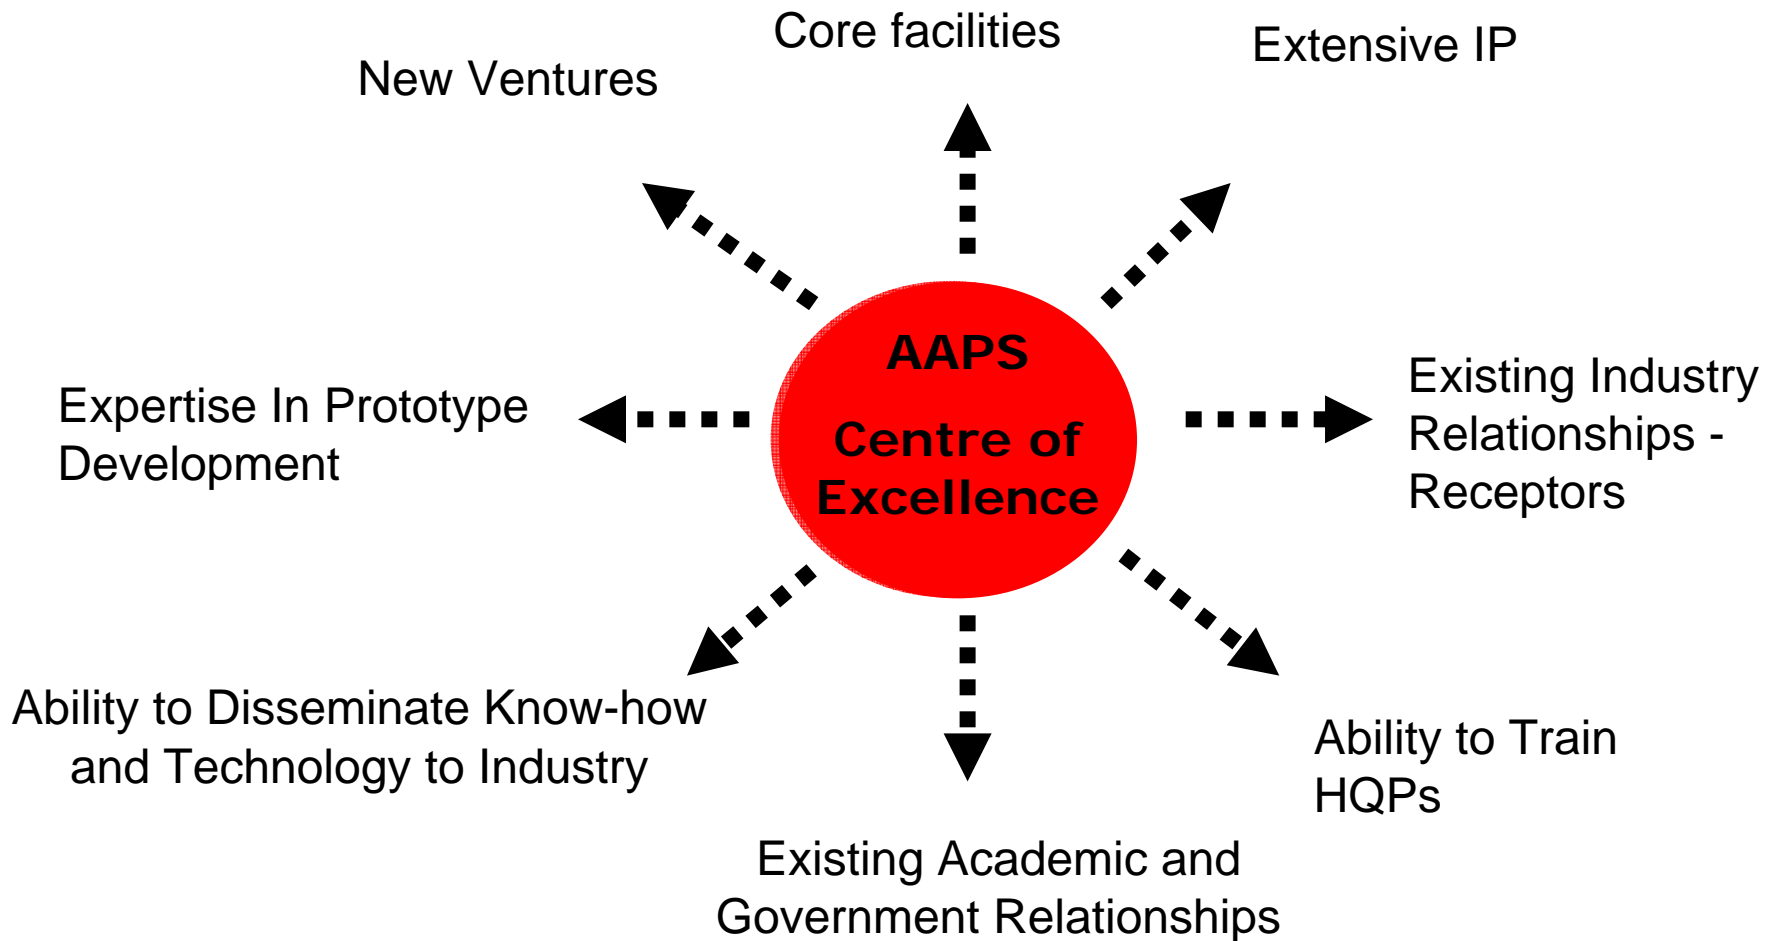 Core facilities
Extensive IP
New Ventures
AAPS
Centre of
Excellence
Existing Industry
Relationships -
Receptors
Expertise In Prototype
Development
Ability to Disseminate Know-how
and Technology to Industry
Ability to Train
HQPs
Existing Academic and
Government Relationships